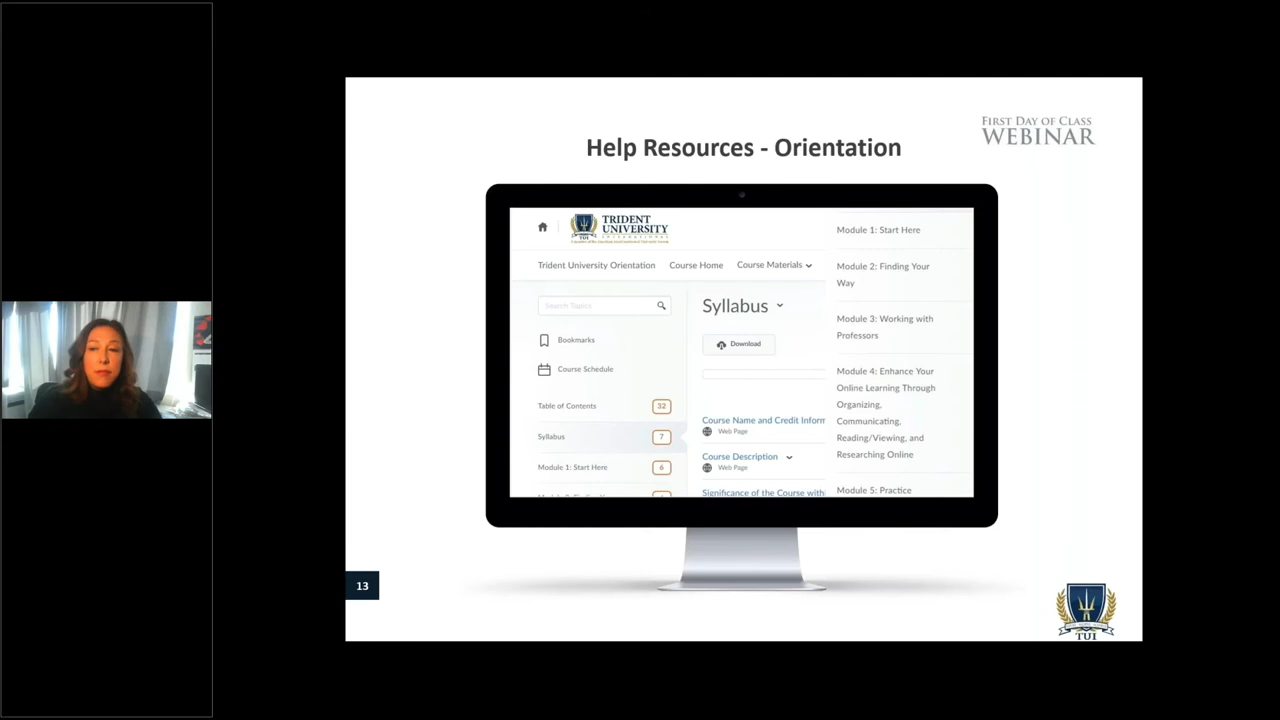 FIRST DAY OF CLASS
WEBINAR
Help Resources - Orientation
TRIDENT
UNIVERSITY
INTERNATIONAL
TUI
Trident University Orientation
Course Home
Course Materials
Search Topics
Bookmarks
Course Schedule
Table of Contents
32
Syllabus
7
Module 1: Start Here
6
Syllabus
Download
Course Name and Credit Inform
Web Page
Course Description
Web Page
Significance of the Course with
Module 1: Start Here
Module 2: Finding Your
Way
Module 3: Working with
Professors
Module 4: Enhance Your
Online Learning Through
Organizing,
Communicating,
Reading/Viewing, and
Researching Online
Module 5: Practice
13
TUI